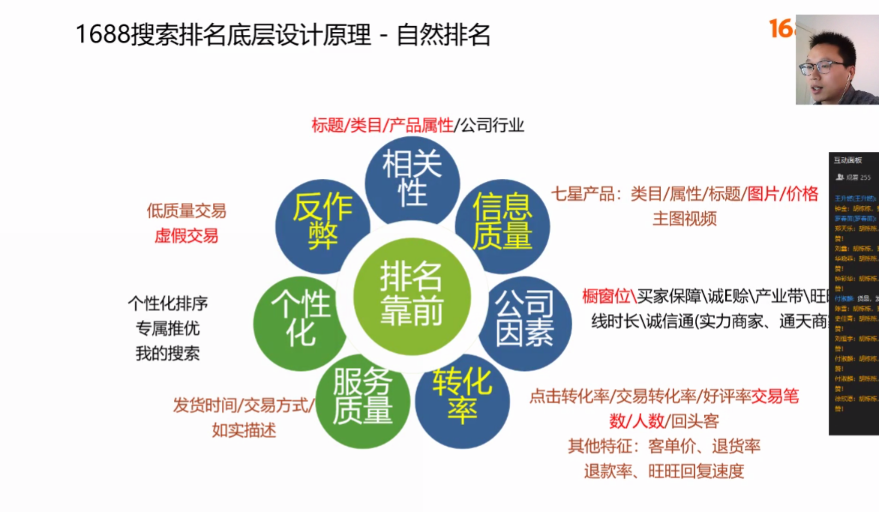 1688搜索排名底层设计原理 - 自然排名
168
标题/类目/产品属性/公司行业
相关
性
反作
弊
信息
质量
低质量交易
虚假交易
七星产品：类目/属性/标题/图片/价格
主图视频
排名
靠前
个性化排序
专属推优
我的搜索
个性
化
公司
因素
橱窗位\买家保障\诚E赊\产业带\旺
线时长\诚信通(实力商家、通天商
服务
质量
转化
率
发货时间/交易方式/
如实描述
点击转化率/交易转化率/好评率交易笔
数/人数/回头客
其他特征：客单价、退货率
退款率、旺旺回复速度
互动面板
观看 255